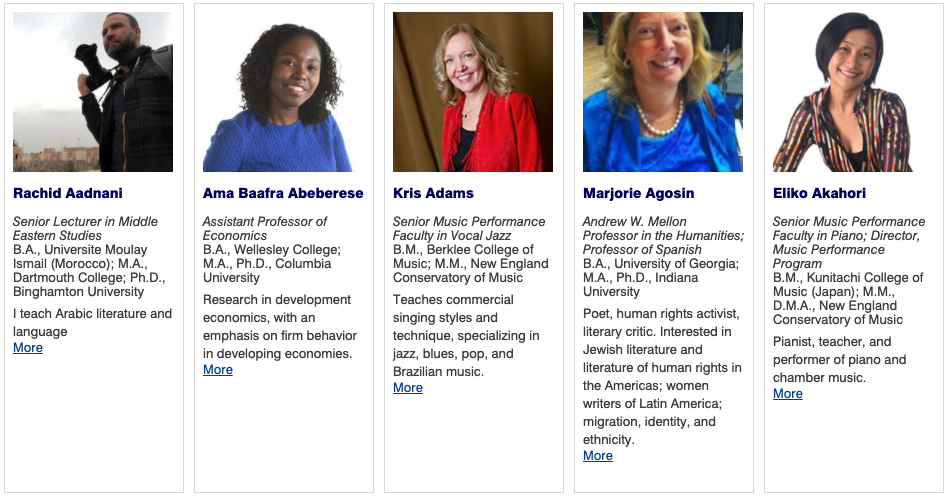 Rachid Aadnani
Senior Lecturer in Middle
Eastern Studies
B.A., Universite Moulay
Ismail (Morocco); M.A.,
Dartmouth College; Ph.D.,
Binghamton University
I teach Arabic literature and
language
More
Ama Baafra Abeberese
Assistant Professor of
Economics
B.A., Wellesley College;
M.A., Ph.D., Columbia
University
Research in development
economics, with an
emphasis on firm behavior
in developing economies.
More
Kris Adams
Senior Music Performance
Faculty in Vocal Jazz
B.M., Berklee College of
Music; M.M., New England
Conservatory of Music
Teaches commercial
singing styles and
technique, specializing in
jazz, blues, pop, and
Brazilian music.
More
Marjorie Agosin
Andrew W. Mellon
Professor in the Humanities;
Professor of Spanish
B.A., University of Georgia;
M.A., Ph.D., Indiana
University
Poet, human rights activist,
literary critic. Interested in
Jewish literature and
literature of human rights in
the Americas; women
writers of Latin America;
migration, identity, and
ethnicity.
More
Eliko Akahori
Senior Music Performance
Faculty in Piano; Director,
Music Performance
Program
B.M., Kunitachi College of
Music (Japan); M.M.,
D.M.A., New England
Conservatory of Music
Pianist, teacher, and
performer of piano and
chamber music.
More